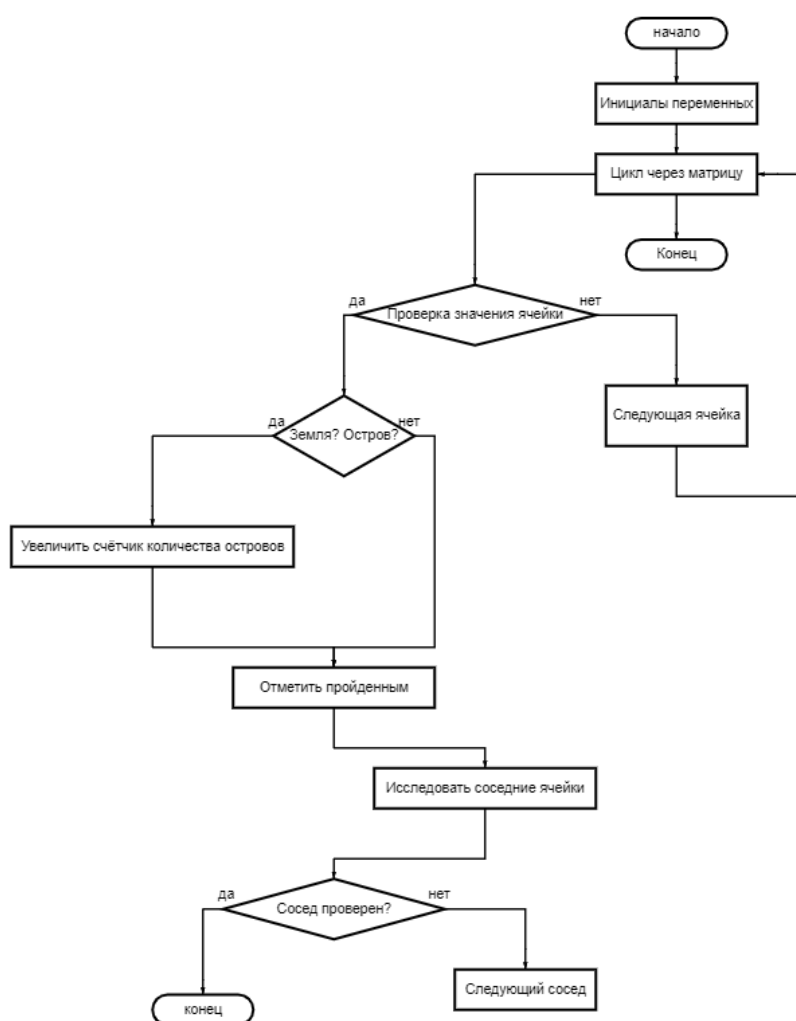 начало
Инициалы переменных
Цикл через матрицу
Конец
да
нет
Проверка значения ячейки
Следующая ячейка
да
нет
Земля? Остров?
Увеличить счётчик количества островов
Отметить пройденным
Исследовать соседние ячейки
да
нет
Сосед проверен?
Следующий сосед
конец